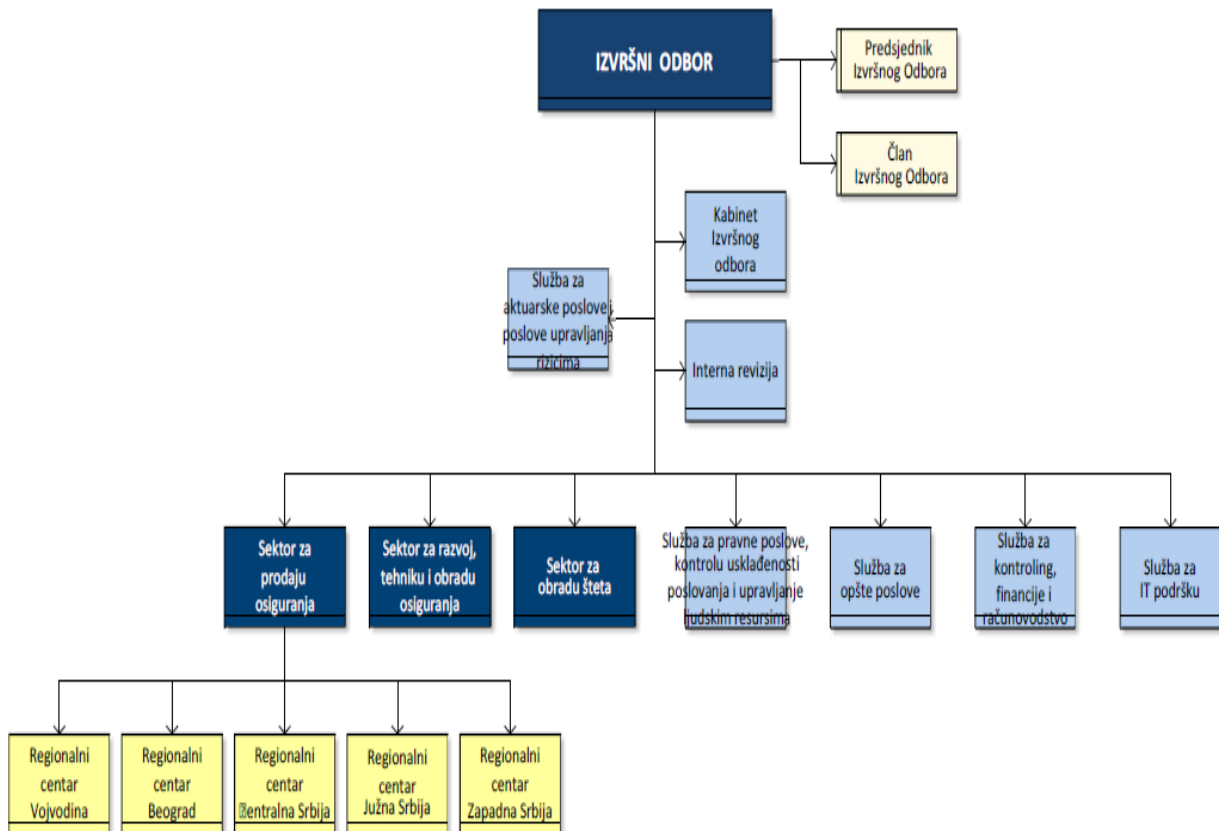 IZVRŠNI ODBOR
Predsjednik
Izvršnog Odbora
Član
Izvršnog Odbora
Kabinet
Izvršnog
odbora
Služba za
aktuarske poslove i
poslove upravljanja
rizicima
Interna revizija
Sektor za
prodaju
osiguranja
Sektor za razvoj,
tehniku i obradu
osiguranja
Sektor za
obradu šteta
Služba za pravne poslove,
kontrolu usklađenosti
poslovanja i upravljanje
ljudskim resursima
Služba za
opšte poslove
Služba za
kontroling,
financije i
računovodstvo
Služba za
IT podršku
Regionalni
centar
Vojvodina
Regionalni
centar
Beograd
Regionalni
centar
entralna Srbija
Regionalni
centar
Južna Srbija
Regionalni
centar
Zapadna Srbija